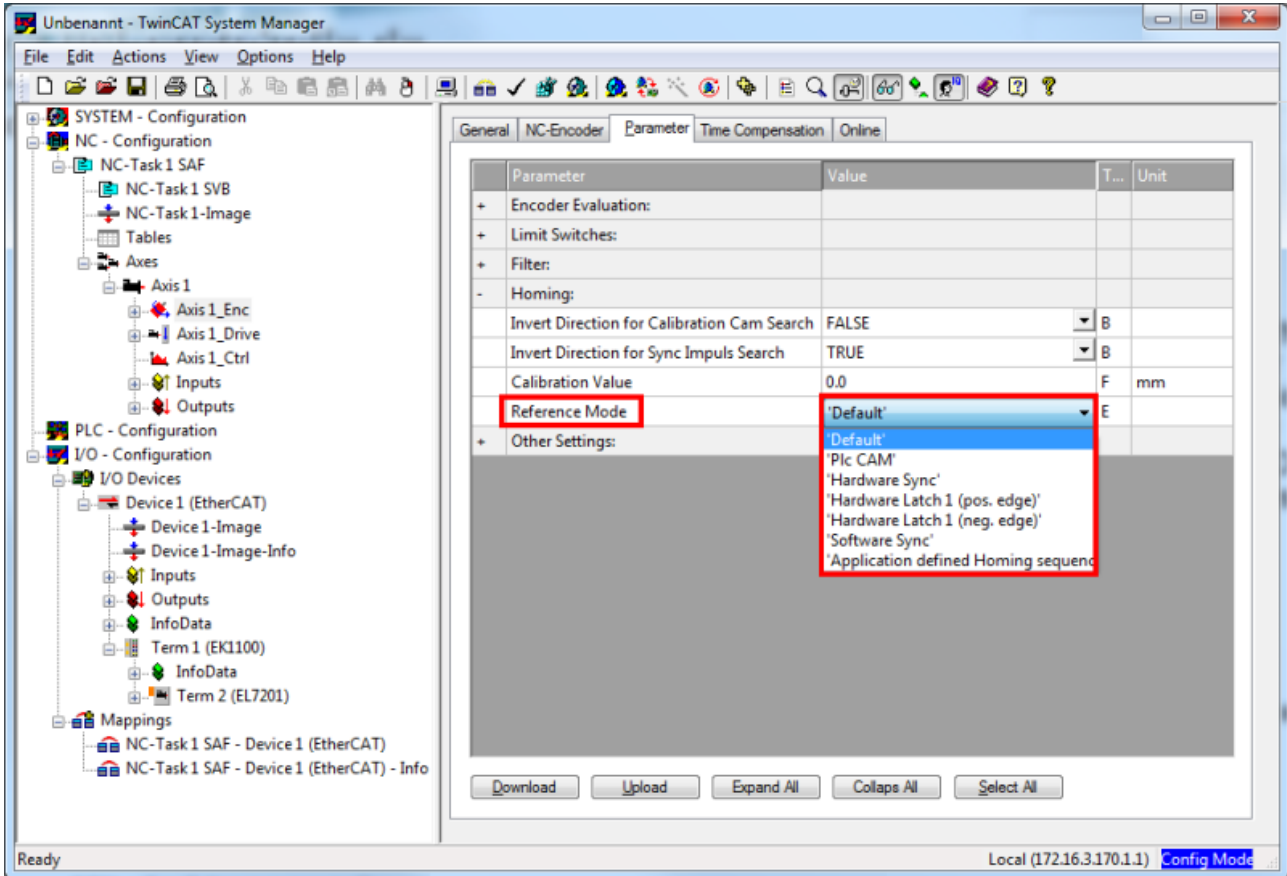 Unbenannt - TwinCAT System Manager
File Edit Actions View Options Help
SYSTEM - Configuration
NC - Configuration
NC-Task 1 SAF
NC-Task 1 SVB
NC-Task 1-Image
Tables
Axes
Axis 1
Axis 1_Enc
Axis 1_Drive
Axis 1_Ctrl
Inputs
Outputs
PLC - Configuration
I/O - Configuration
I/O Devices
Device 1 (EtherCAT)
Device 1-Image
Device 1-Image-Info
Inputs
Outputs
InfoData
Term 1 (EK1100)
InfoData
Term 2 (EL7201)
Mappings
NC-Task 1 SAF - Device 1 (EtherCAT)
NC-Task 1 SAF - Device 1 (EtherCAT) - Info
General NC-Encoder Parameter Time Compensation Online
Parameter Value T... Unit
+ Encoder Evaluation:
+ Limit Switches:
+ Filter:
- Homing:
Invert Direction for Calibration Cam Search FALSE B
Invert Direction for Sync Impuls Search TRUE B
Calibration Value 0.0 F mm
Reference Mode 'Default' E
+ Other Settings:
'Default'
'Plc CAM'
'Hardware Sync'
'Hardware Latch 1 (pos. edge)'
'Hardware Latch 1 (neg. edge)'
'Software Sync'
'Application defined Homing sequenc
Download Upload Expand All Collaps All Select All
Ready Local (172.16.3.170.1.1) Config Mode